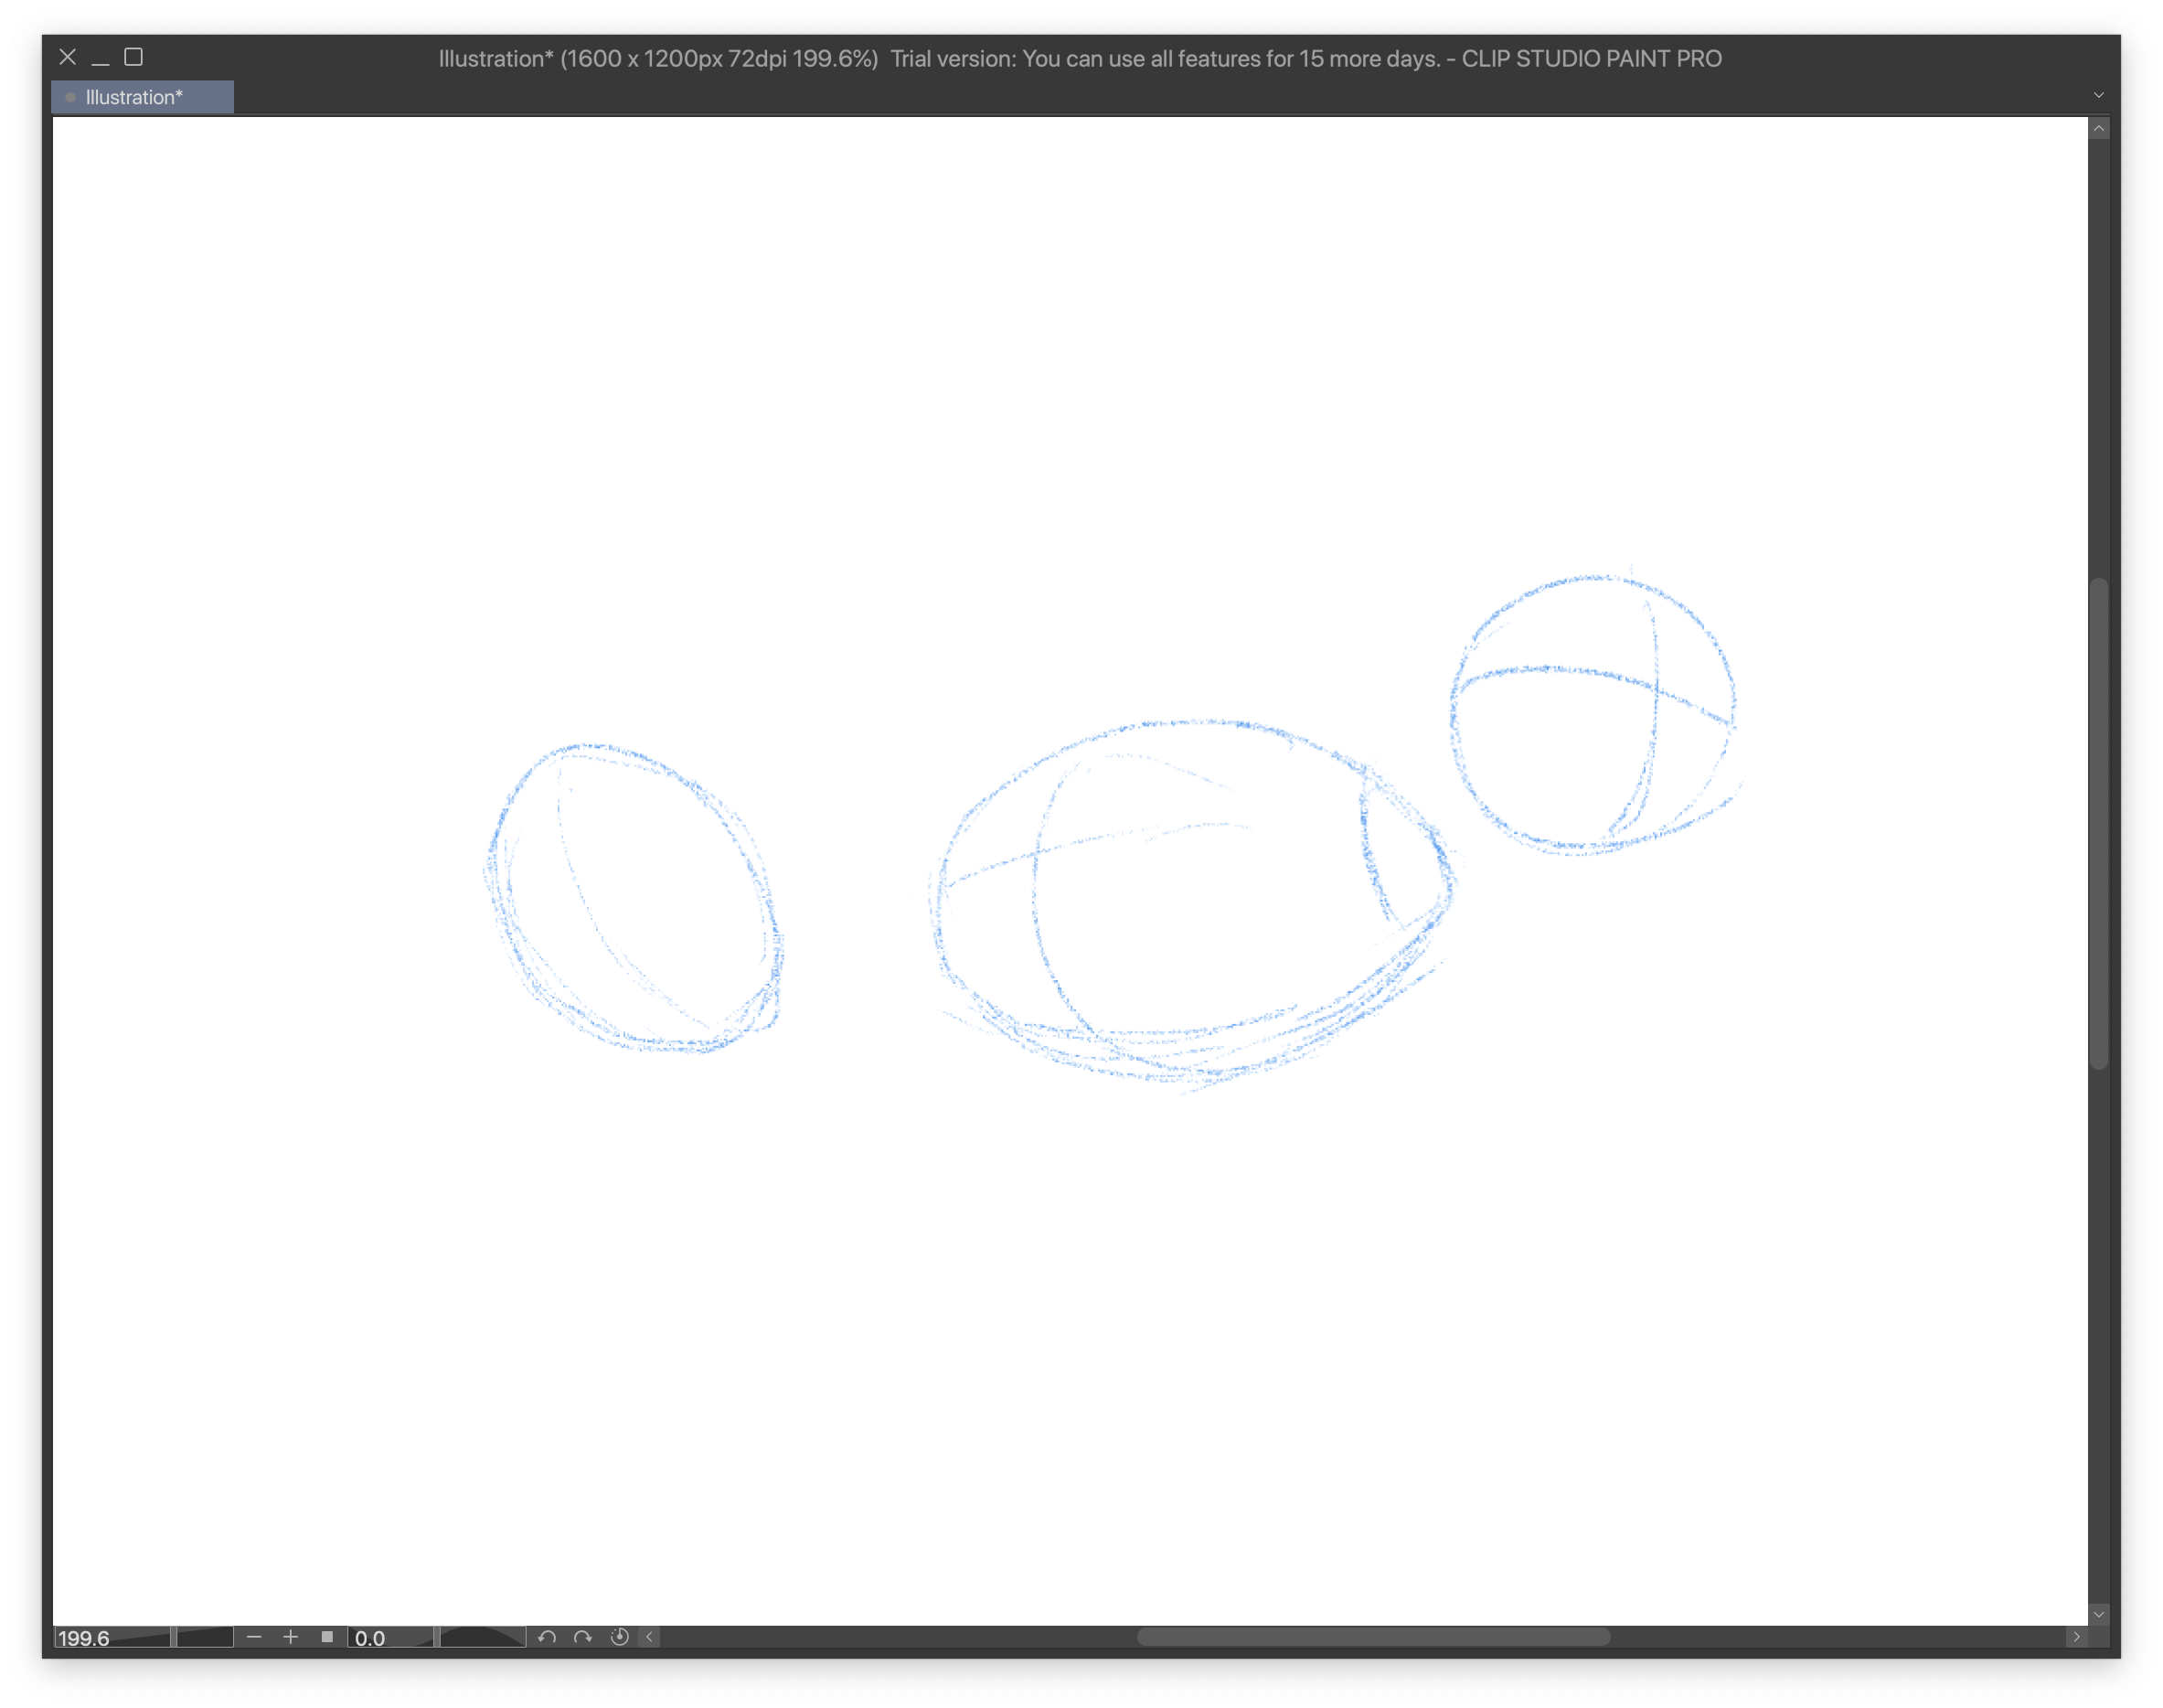 Illustration* (1600 x 1200px 72dpi 199.6%)  Trial version: You can use all features for 15 more days. - CLIP STUDIO PAINT PRO
Illustration*
199.6
0.0